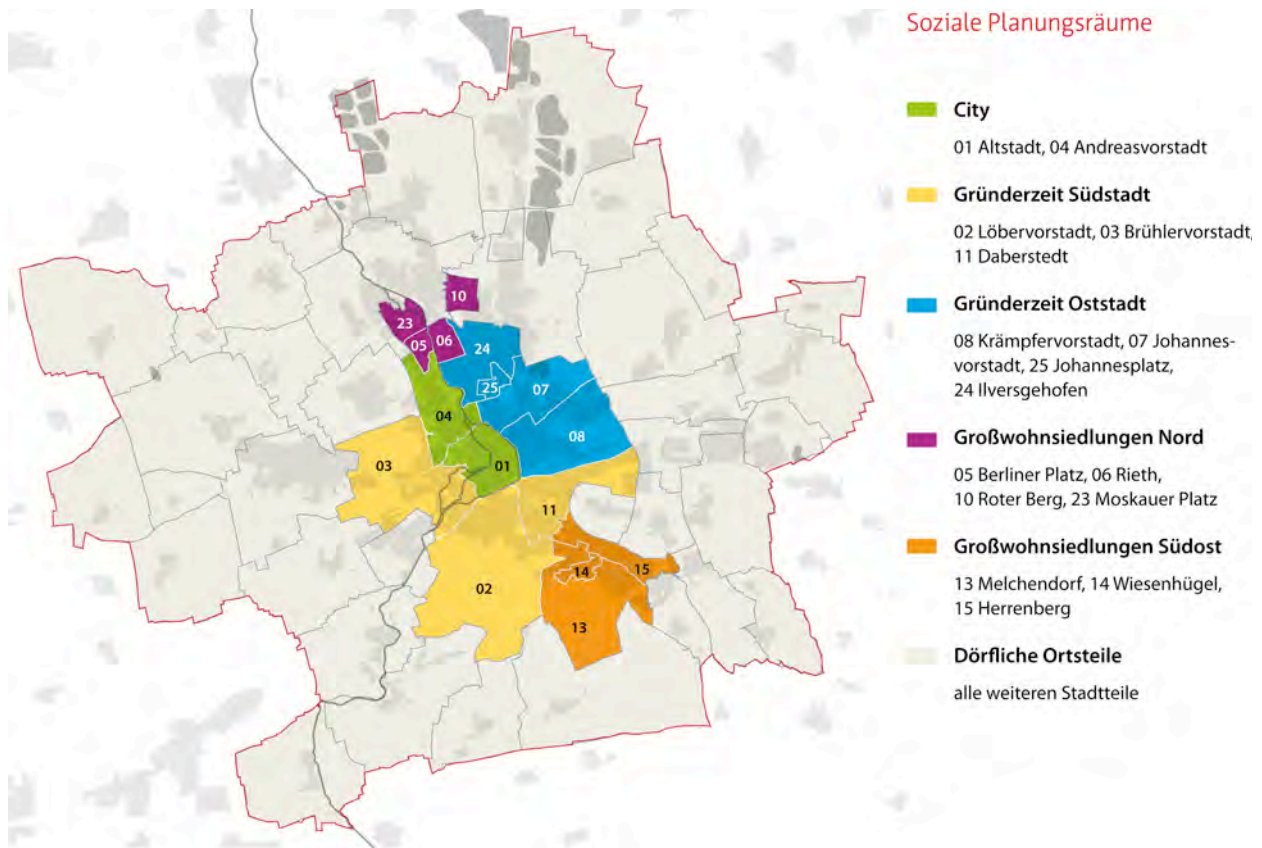 Soziale Planungsräume
City
01 Altstadt, 04 Andreasvorstadt
Gründerzeit Südstadt
02 Löbervorstadt, 03 Brühlervorstadt,
11 Daberstedt
Gründerzeit Oststadt
08 Krämpfervorstadt, 07 Johannes-
vorstadt, 25 Johannesplatz,
24 Ilversgehofen
Großwohnsiedlungen Nord
05 Berliner Platz, 06 Rieth,
10 Roter Berg, 23 Moskauer Platz
Großwohnsiedlungen Südost
13 Melchendorf, 14 Wiesenhügel,
15 Herrenberg
Dörfliche Ortsteile
alle weiteren Stadtteile
10
23
05
06
24
25
07
04
08
03
01
11
14
15
02
13